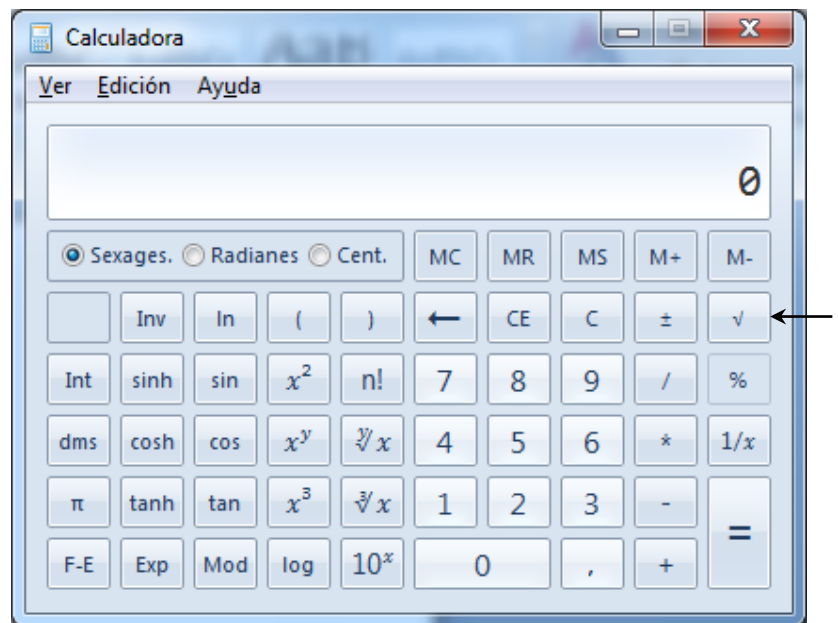 Calculadora
Ver Edición Ayuda
0
Sexages. Radianes Cent. MC MR MS M+ M-
Inv ln ( ) ← CE C ± √
Int sinh sin x² n! 7 8 9 / %
dms cosh cos xʸ ʸ√x 4 5 6 * 1/x
π tanh tan x³ ³√x 1 2 3 - =
F-E Exp Mod log 10ˣ 0 , +